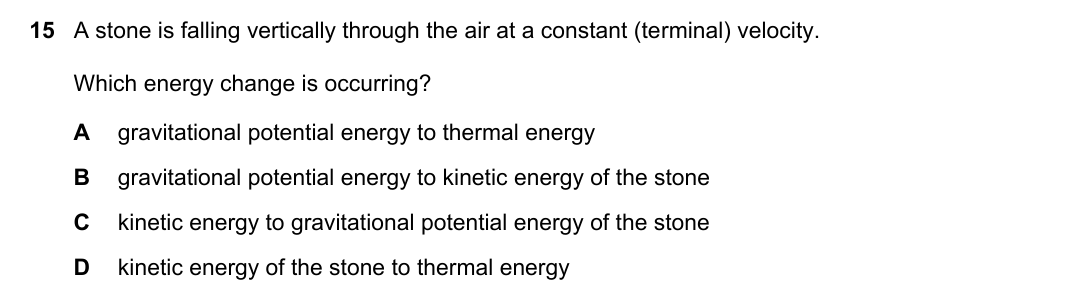 15 A stone is falling vertically through the air at a constant (terminal) velocity.
Which energy change is occurring?
A gravitational potential energy to thermal energy
B gravitational potential energy to kinetic energy of the stone
C kinetic energy to gravitational potential energy of the stone
D kinetic energy of the stone to thermal energy